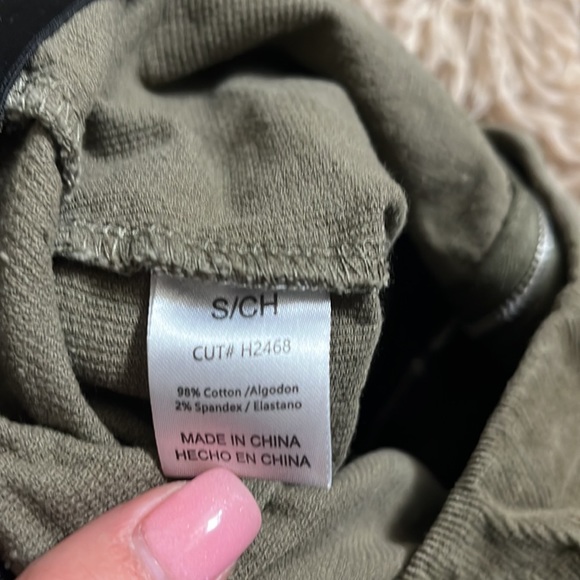 S/CH
CUT# H2468
98% Cotton /Algodon
2% Spandex / Elastano
MADE IN CHINA
HECHO EN CHINA